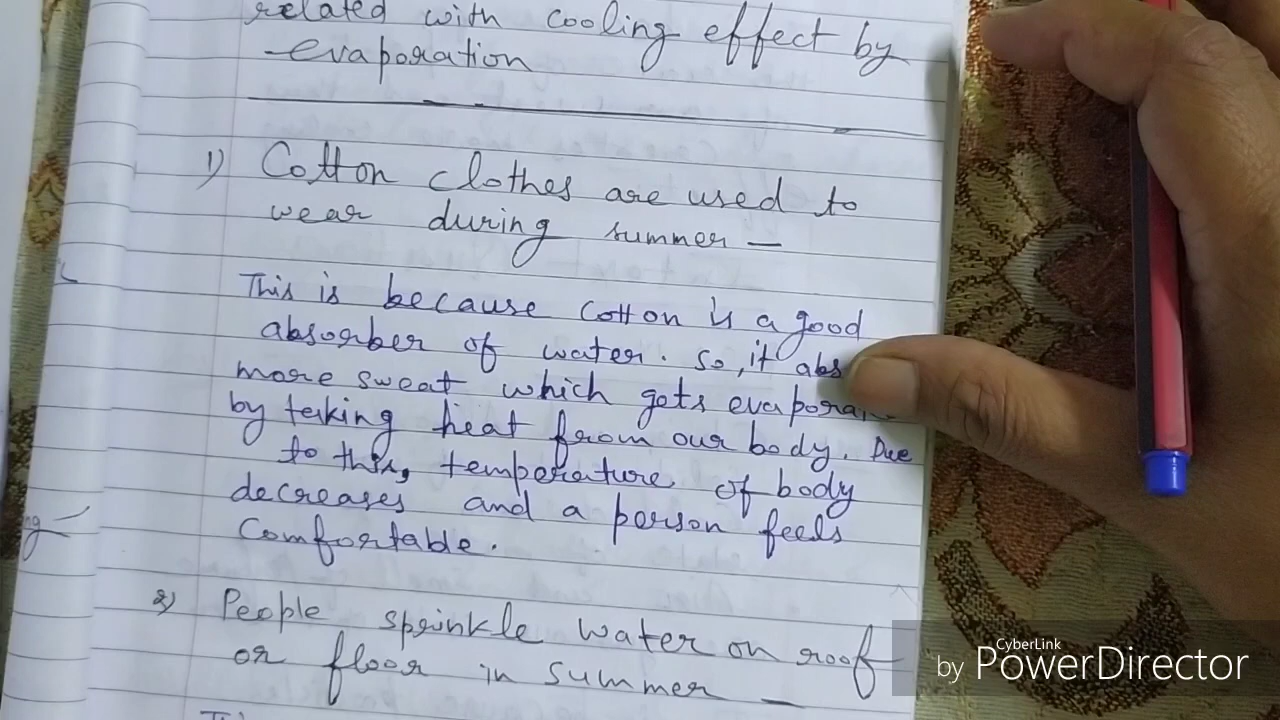 related with cooling effect by
evaporation
1) Cotton clothes are used to
wear during summer —
This is because cotton is a good
absorber of water. So, it abs
more sweat which gets evapora
by taking heat from our body. Due
to this, temperature of body
decreases and a person feels
comfortable.
2) People sprinkle water on roof
or floor in summer —
ng —
by CyberLink PowerDirector